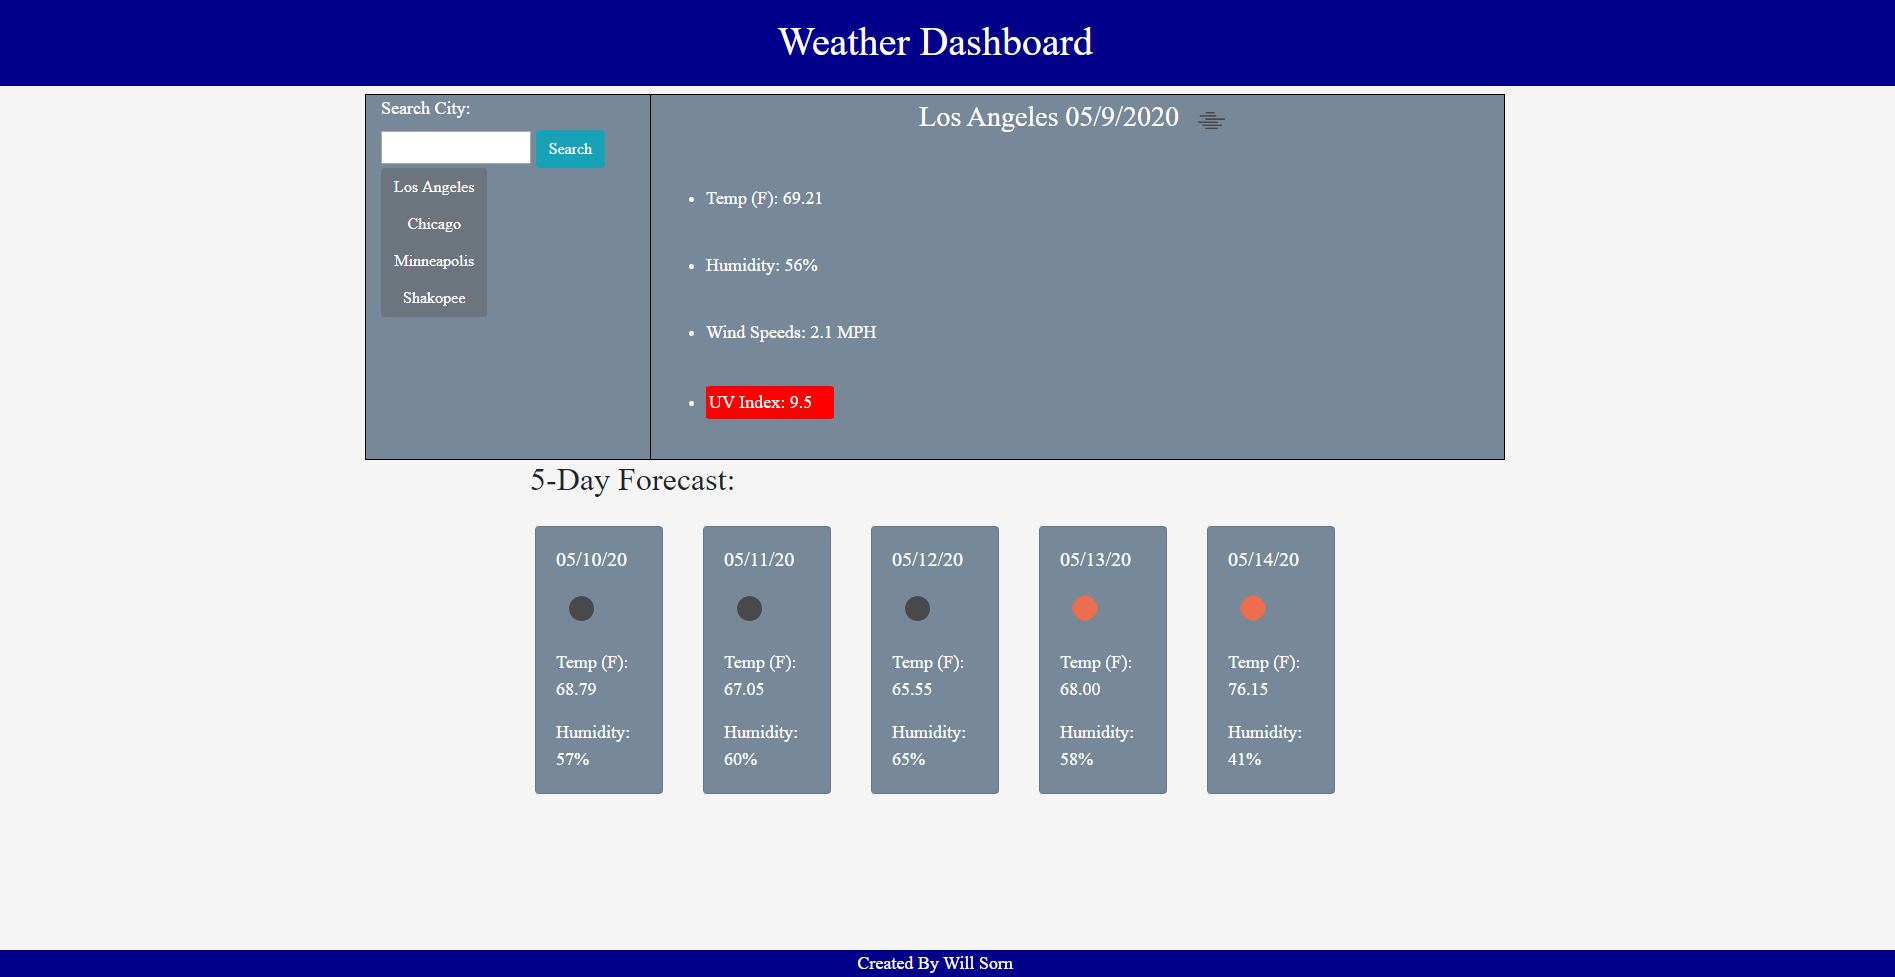 Weather Dashboard
Search City:
Search
Los Angeles
Chicago
Minneapolis
Shakopee
Los Angeles 05/9/2020
Temp (F): 69.21
Humidity: 56%
Wind Speeds: 2.1 MPH
UV Index: 9.5
5-Day Forecast:
05/10/20
Temp (F):
68.79
Humidity:
57%
05/11/20
Temp (F):
67.05
Humidity:
60%
05/12/20
Temp (F):
65.55
Humidity:
65%
05/13/20
Temp (F):
68.00
Humidity:
58%
05/14/20
Temp (F):
76.15
Humidity:
41%
Created By Will Sorn